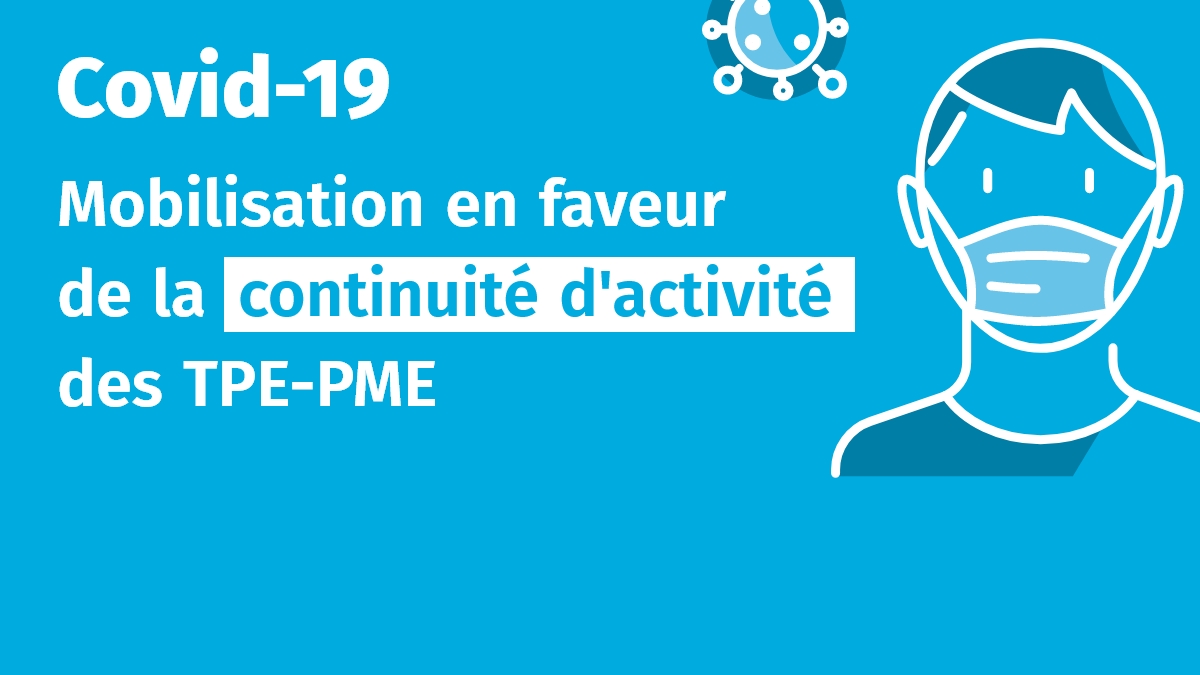 Covid-19
Mobilisation en faveur
de la continuité d'activité
des TPE-PME